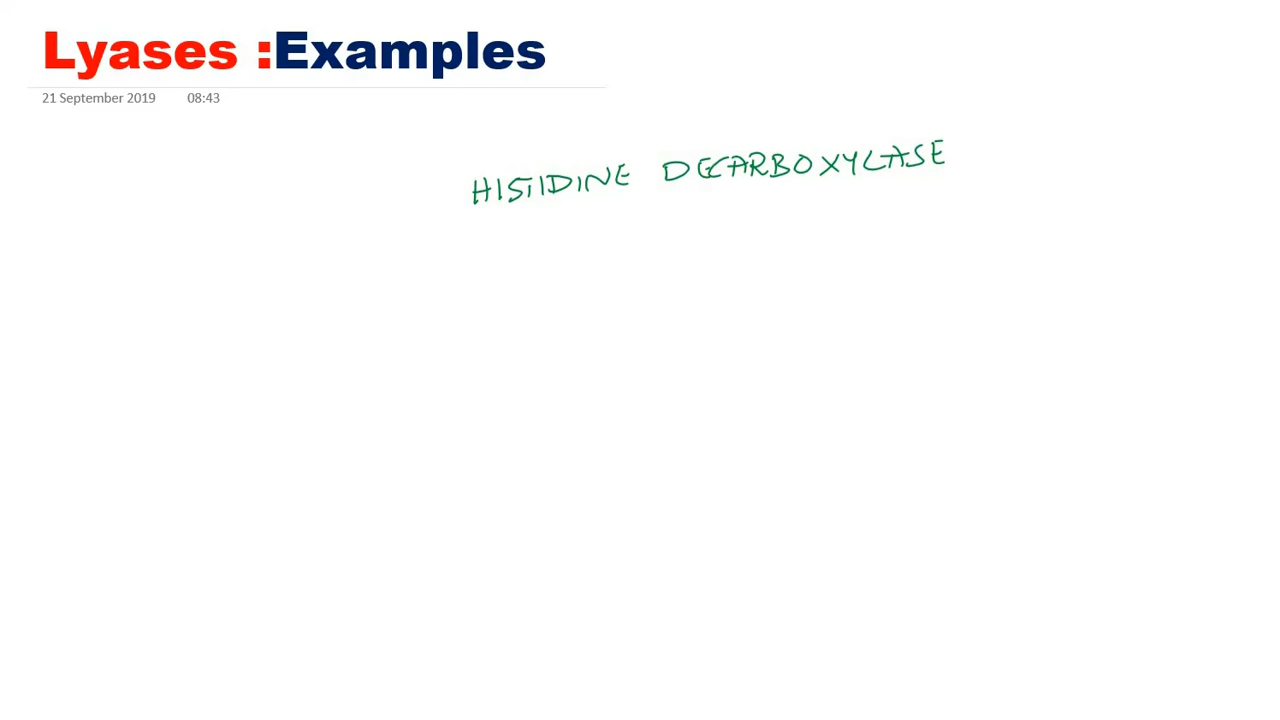 Lyases :Examples
21 September 2019 08:43
HISTIDINE DECARBOXYLASE